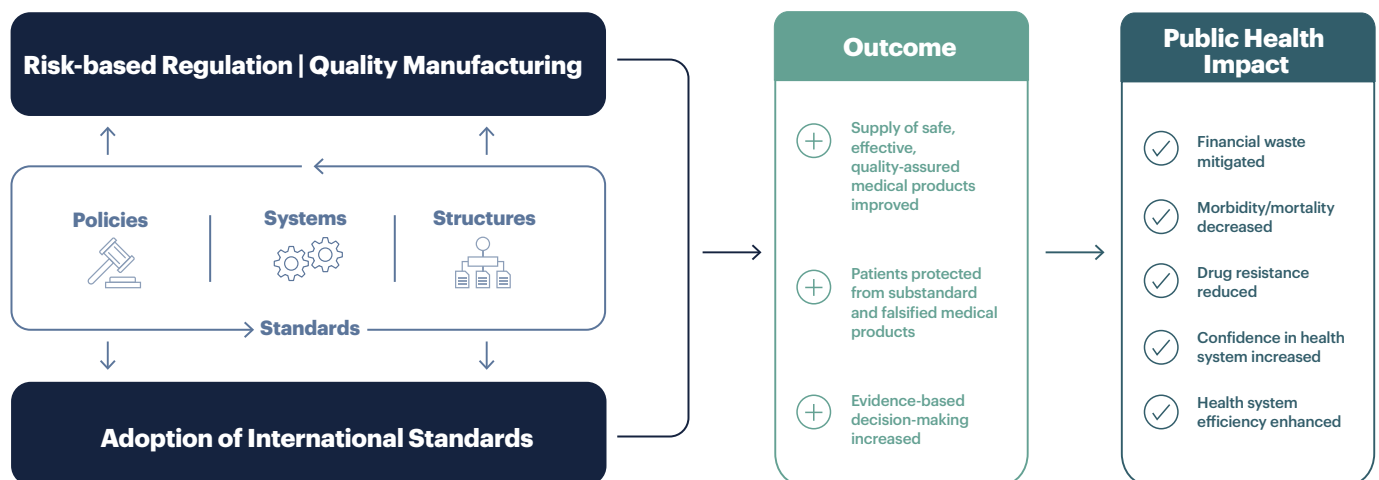 Risk-based Regulation | Quality Manufacturing
Policies
Systems
Structures
Standards
Adoption of International Standards
Outcome
Supply of safe,
effective,
quality-assured
medical products
improved
Patients protected
from substandard
and falsified medical
products
Evidence-based
decision-making
increased
Public Health
Impact
Financial waste
mitigated
Morbidity/mortality
decreased
Drug resistance
reduced
Confidence in health
system increased
Health system
efficiency enhanced